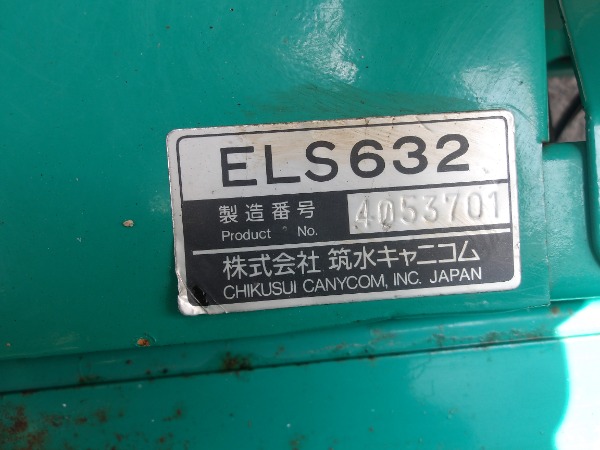 ELS632
製造番号 4053701
Product No.
株式会社 筑水キャニコム
CHIKUSUI CANYCOM, INC. JAPAN